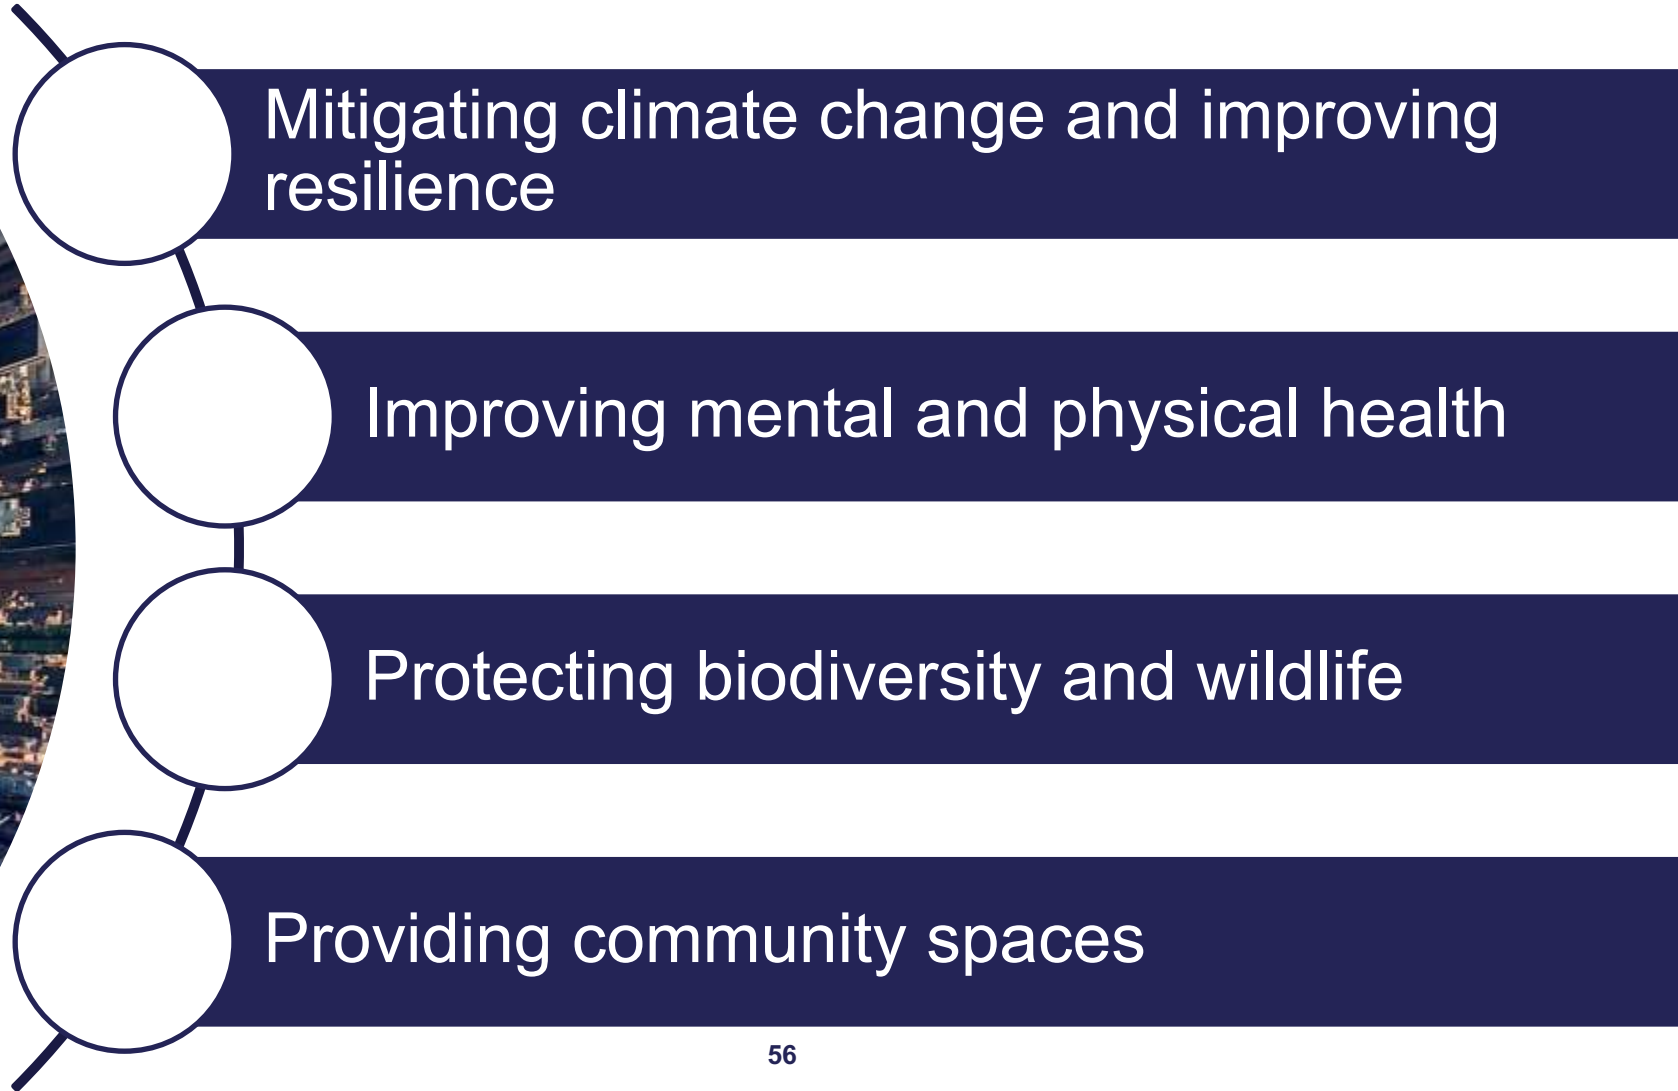 Mitigating climate change and improving
resilience
Improving mental and physical health
Protecting biodiversity and wildlife
Providing community spaces
56